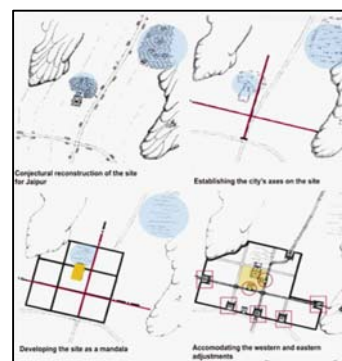 Conjectural reconstruction of the site
for Jaipur
Establishing the city's axes on the site
Developing the site as a mandala
Accomodating the western and eastern
adjustments